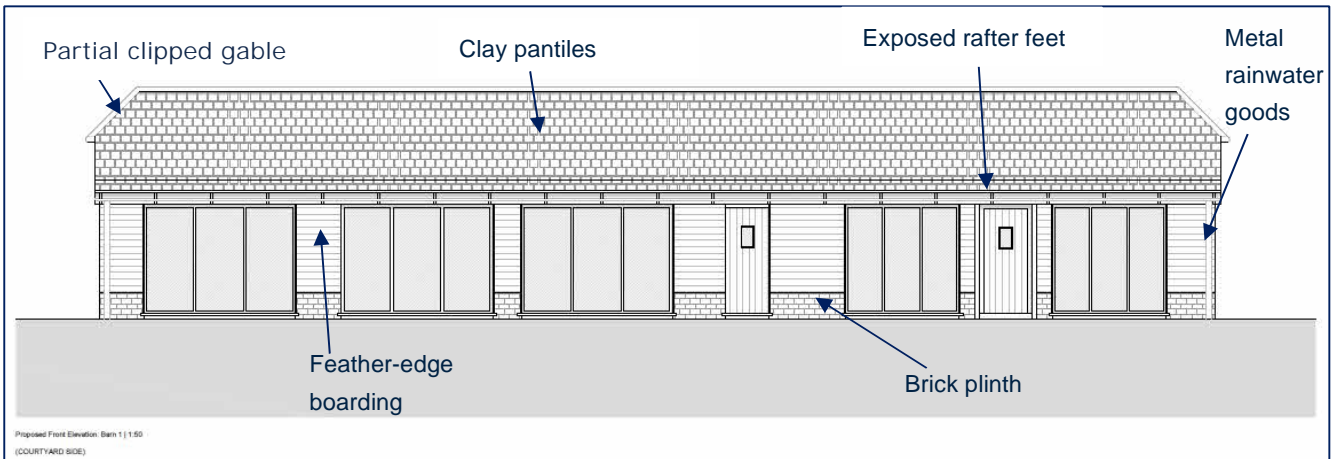 Partial clipped gable
Clay pantiles
Exposed rafter feet
Metal
rainwater
goods
Feather-edge
boarding
Brick plinth
Proposed Front Elevation: Barn 1 | 1:50
(COURTYARD SIDE)